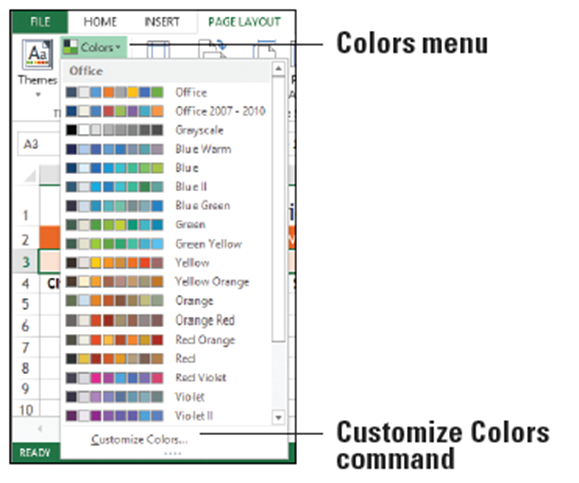 FILE HOME INSERT PAGE LAYOUT
Colors
Colors menu
Themes
Office
Office
Office 2007 - 2010
Grayscale
A3
Blue Warm
Blue
Blue II
Blue Green
1
Green
2
Green Yellow
3
Yellow
4
Yellow Orange
5
Orange
6
Orange Red
7
Red Orange
8
Red
9
Red Violet
Violet
10
Violet II
Customize Colors...
Customize Colors
command
READY